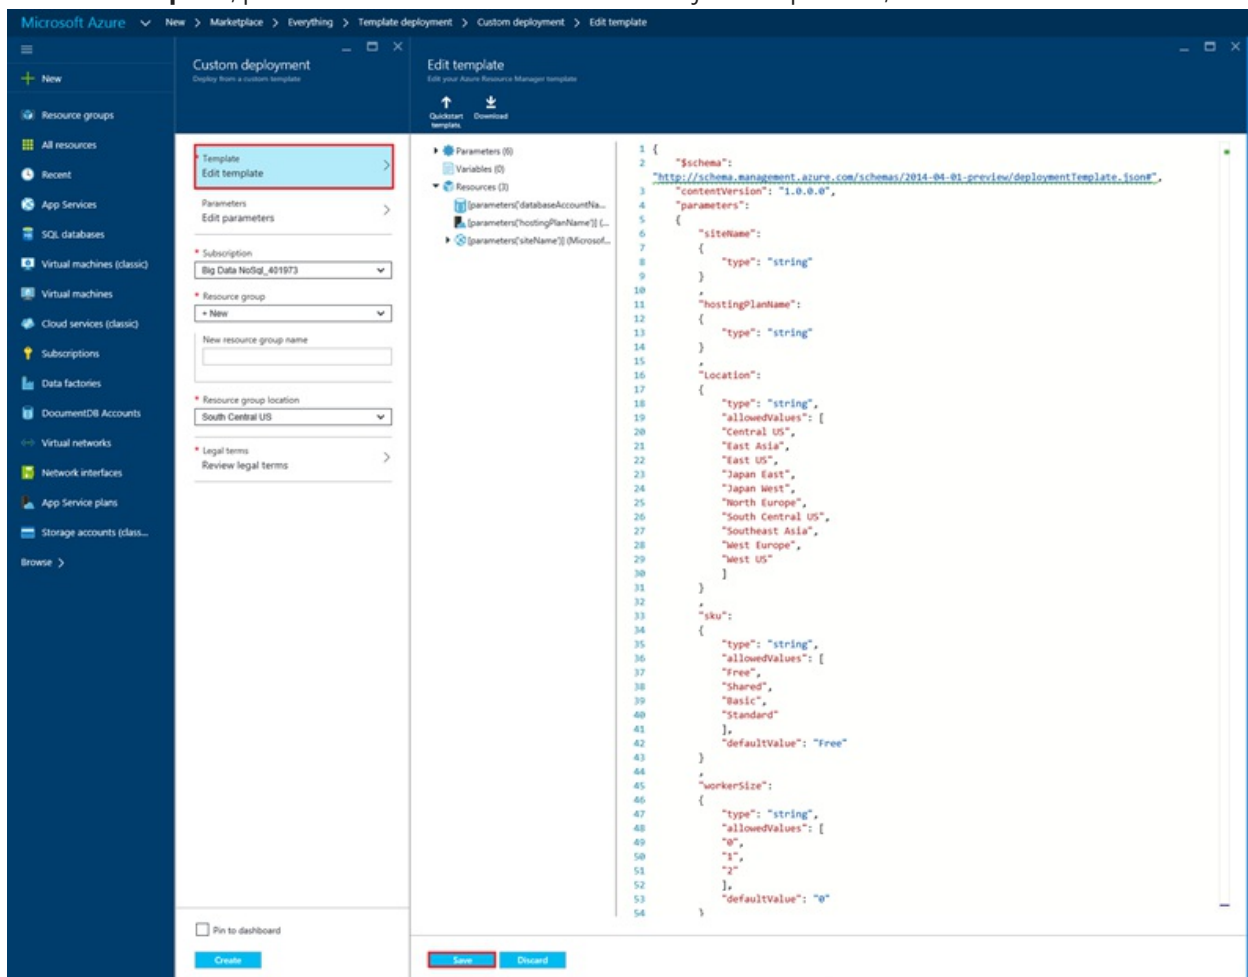 Microsoft Azure New > Marketplace > Everything > Template deployment > Custom deployment > Edit template
New
Resource groups
All resources
Recent
App Services
SQL databases
Virtual machines (classic)
Virtual machines
Cloud services (classic)
Subscriptions
Data factories
DocumentDB Accounts
Virtual networks
Network interfaces
App Service plans
Storage accounts (class...
Browse >
Custom deployment
Deploy from a custom template
* Template
Edit template
Parameters
Edit parameters
* Subscription
Big Data NoSql_401973
* Resource group
+ New
New resource group name
* Resource group location
South Central US
* Legal terms
Review legal terms
Pin to dashboard
Create
Edit template
Edit your Azure Resource Manager template
Quickstart template.
Download
Parameters (6)
Variables (0)
Resources (3)
[parameters('databaseAccountNa...
[parameters('hostingPlanName')] (...
[parameters('siteName')] (Microsof...
1 {
2 "$schema":
"http://schema.management.azure.com/schemas/2014-04-01-preview/deploymentTemplate.json#",
3 "contentVersion": "1.0.0.0",
4 "parameters":
5 {
6 "siteName":
7 {
8 "type": "string"
9 }
10 ,
11 "hostingPlanName":
12 {
13 "type": "string"
14 }
15 ,
16 "Location":
17 {
18 "type": "string",
19 "allowedValues": [
20 "Central US",
21 "East Asia",
22 "East US",
23 "Japan East",
24 "Japan West",
25 "North Europe",
26 "South Central US",
27 "Southeast Asia",
28 "West Europe",
29 "West US"
30 ]
31 }
32 ,
33 "sku":
34 {
35 "type": "string",
36 "allowedValues": [
37 "Free",
38 "Shared",
39 "Basic",
40 "Standard"
41 ],
42 "defaultValue": "Free"
43 }
44 ,
45 "workerSize":
46 {
47 "type": "string",
48 "allowedValues": [
49 "0",
50 "1",
51 "2"
52 ],
53 "defaultValue": "0"
54 }
Save
Discard